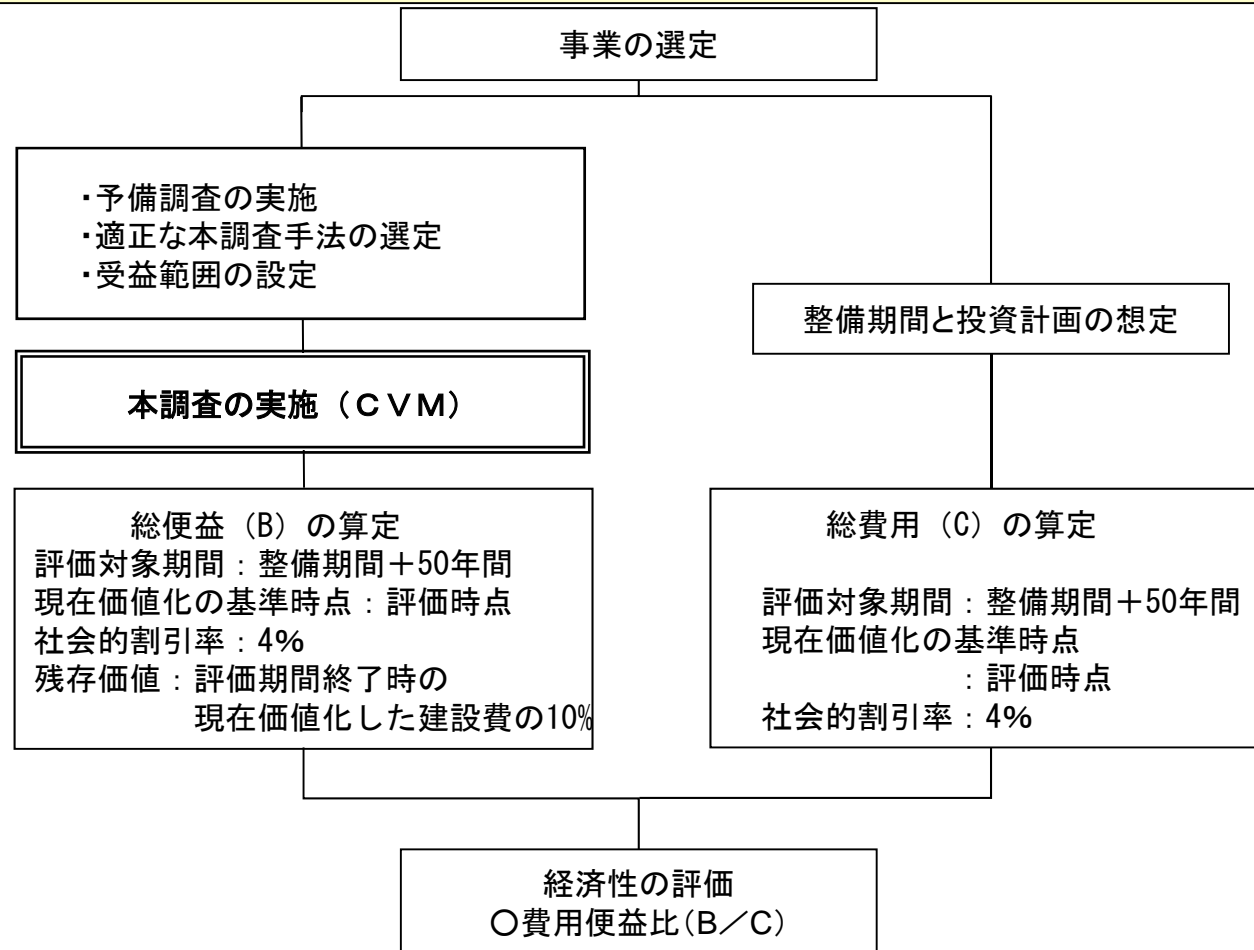 事業の選定
・予備調査の実施
・適正な本調査手法の選定
・受益範囲の設定
整備期間と投資計画の想定
本調査の実施（ＣＶＭ）
総便益（B）の算定
評価対象期間：整備期間＋50年間
現在価値化の基準時点：評価時点
社会的割引率：4%
残存価値：評価期間終了時の
現在価値化した建設費の10%
総費用（C）の算定
評価対象期間：整備期間＋50年間
現在価値化の基準時点
：評価時点
社会的割引率：4%
経済性の評価
○費用便益比（B／C）